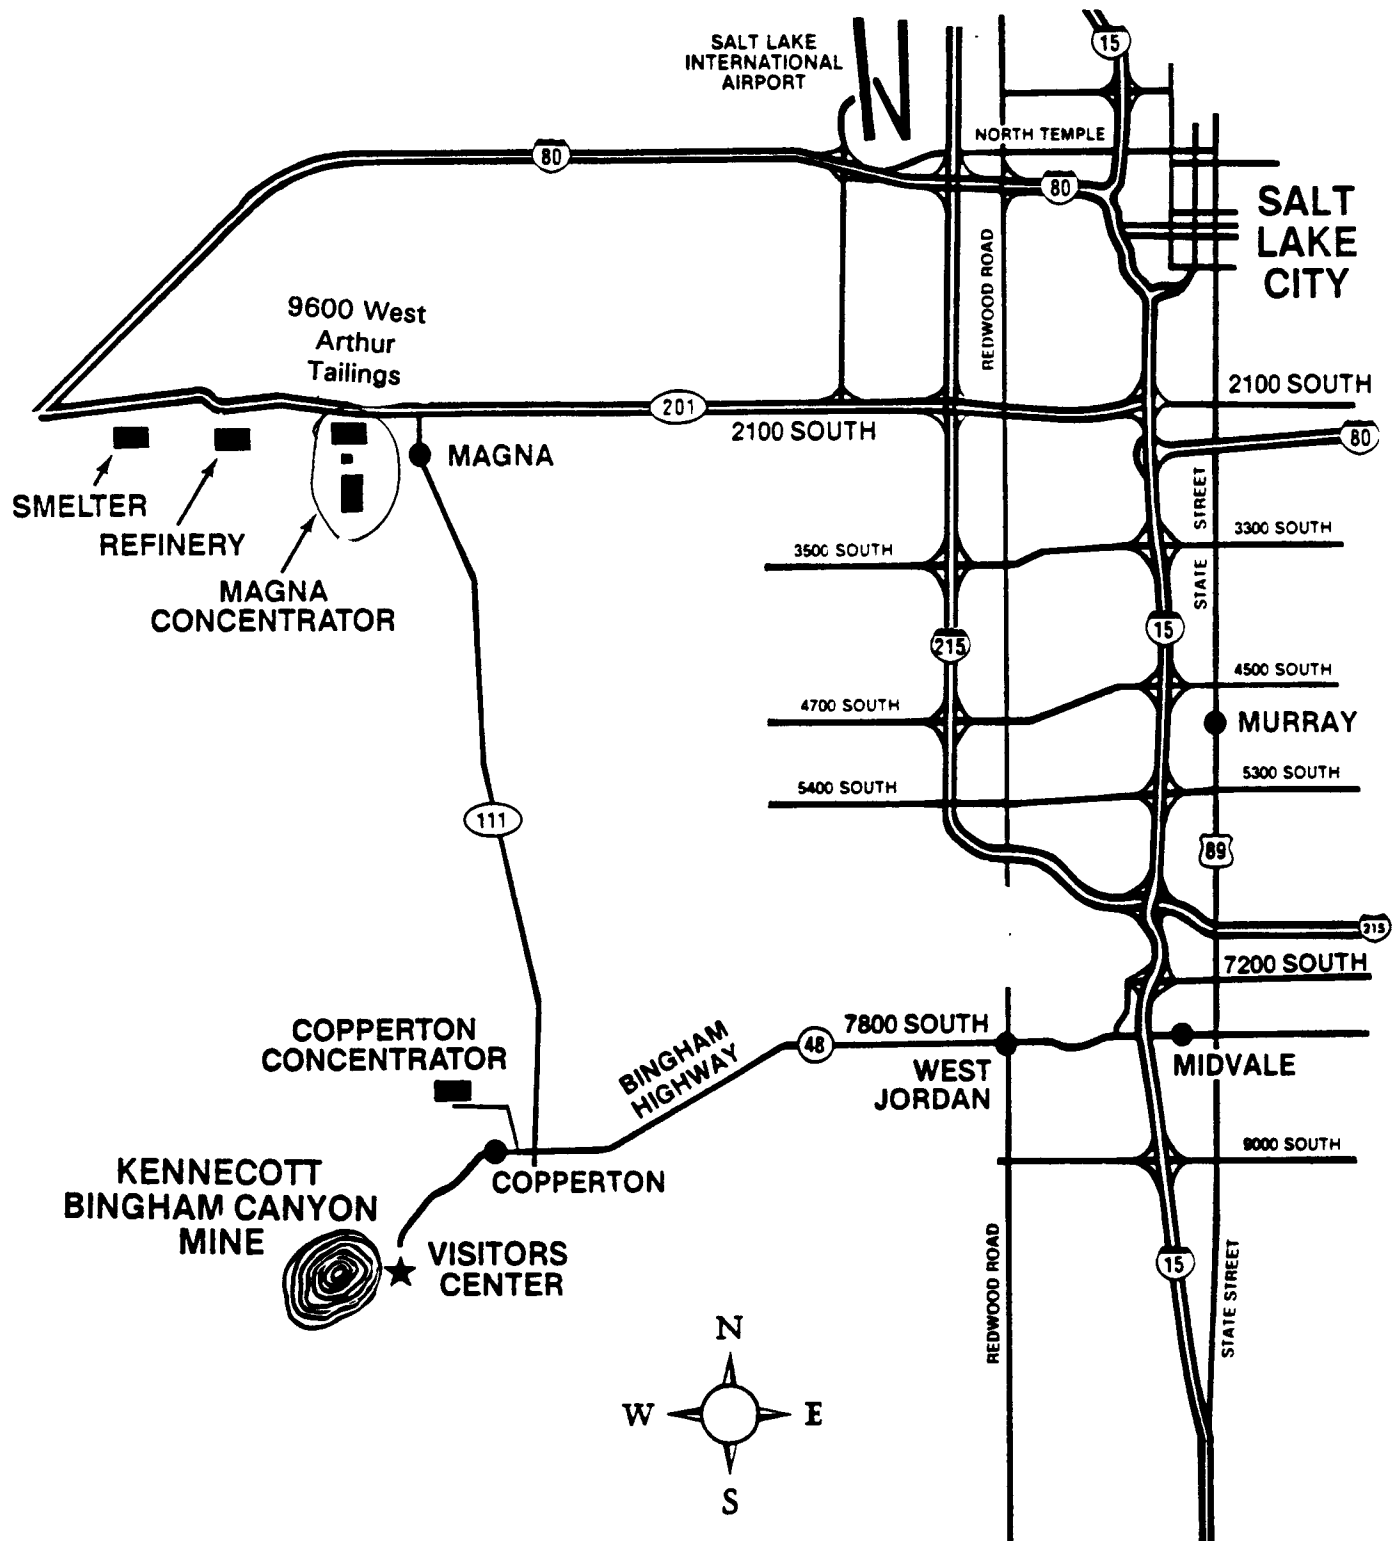 SALT LAKE
INTERNATIONAL
AIRPORT
15
NORTH TEMPLE
80
80
SALT
LAKE
CITY
REDWOOD ROAD
9600 West
Arthur
Tailings
201
2100 SOUTH
2100 SOUTH
80
MAGNA
SMELTER
REFINERY
MAGNA
CONCENTRATOR
STATE STREET
3300 SOUTH
3500 SOUTH
215
15
4500 SOUTH
4700 SOUTH
MURRAY
5300 SOUTH
5400 SOUTH
111
89
215
7200 SOUTH
COPPERTON
CONCENTRATOR
BINGHAM
HIGHWAY
48
7800 SOUTH
WEST
JORDAN
MIDVALE
9000 SOUTH
COPPERTON
KENNECOTT
BINGHAM CANYON
MINE
VISITORS
CENTER
REDWOOD ROAD
15
STATE STREET
N
W
E
S